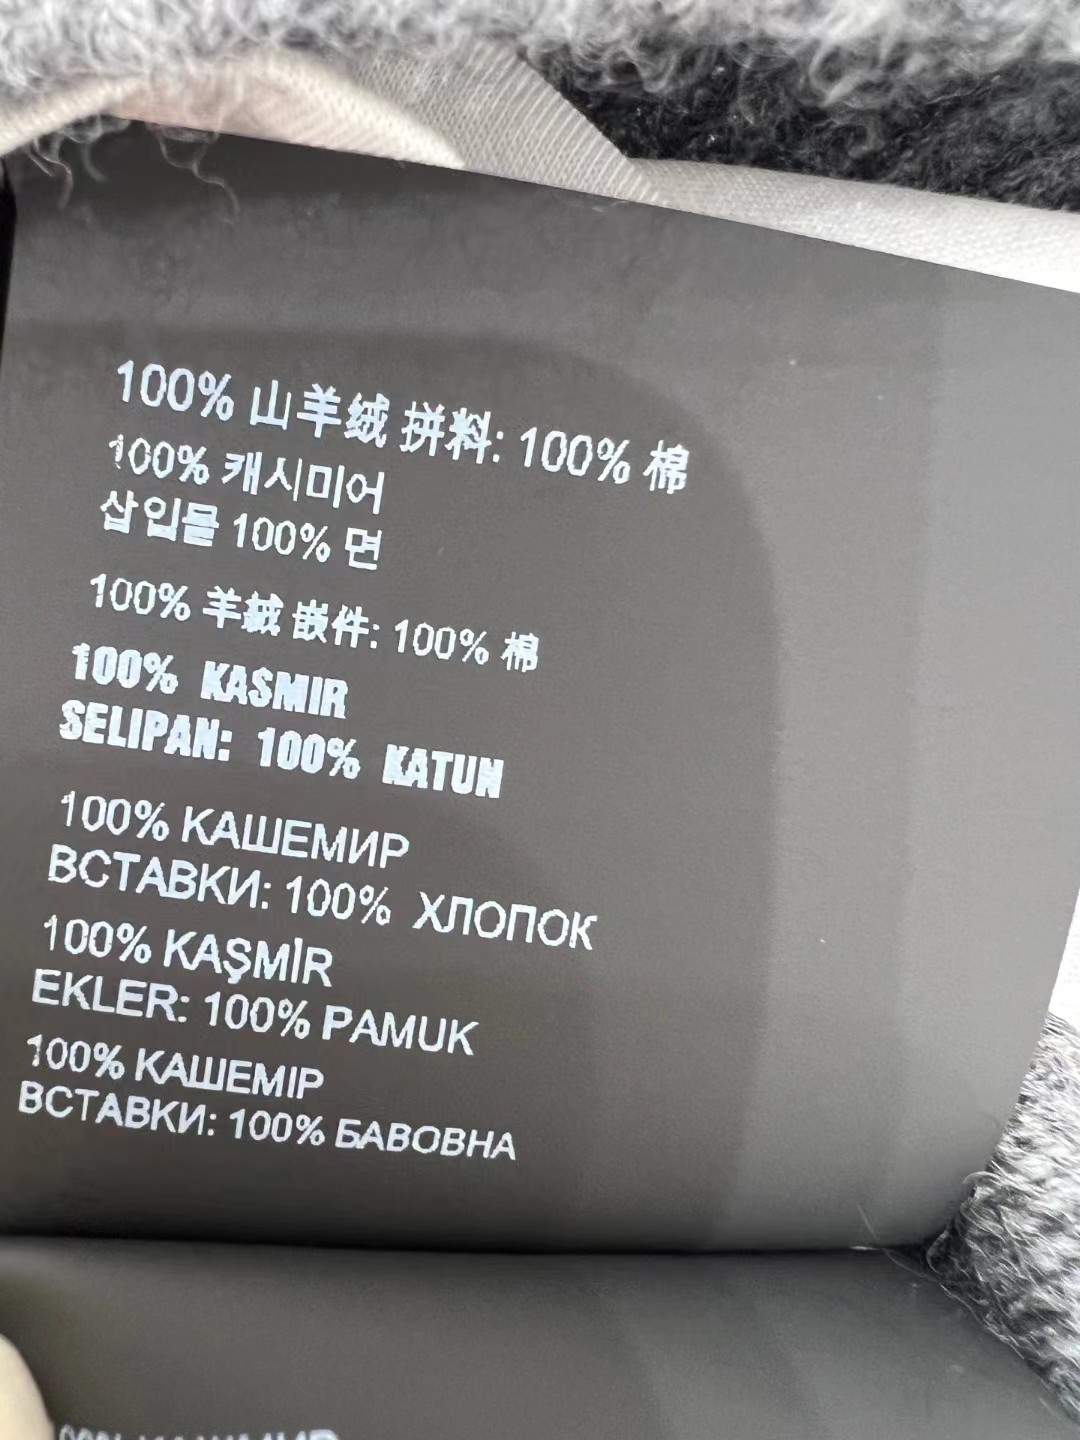 100% 山羊绒 拼料: 100% 棉
100% 캐시미어
삽입물 100% 면
100% 羊絨 嵌件: 100% 棉
100% KASMIR
SELIPAN: 100% KATUN
100% КАШЕМИР
ВСТАВКИ: 100% ХЛОПОК
100% KAŞMİR
EKLER: 100% PAMUK
100% КАШЕМІР
ВСТАВКИ: 100% БАВОВНА